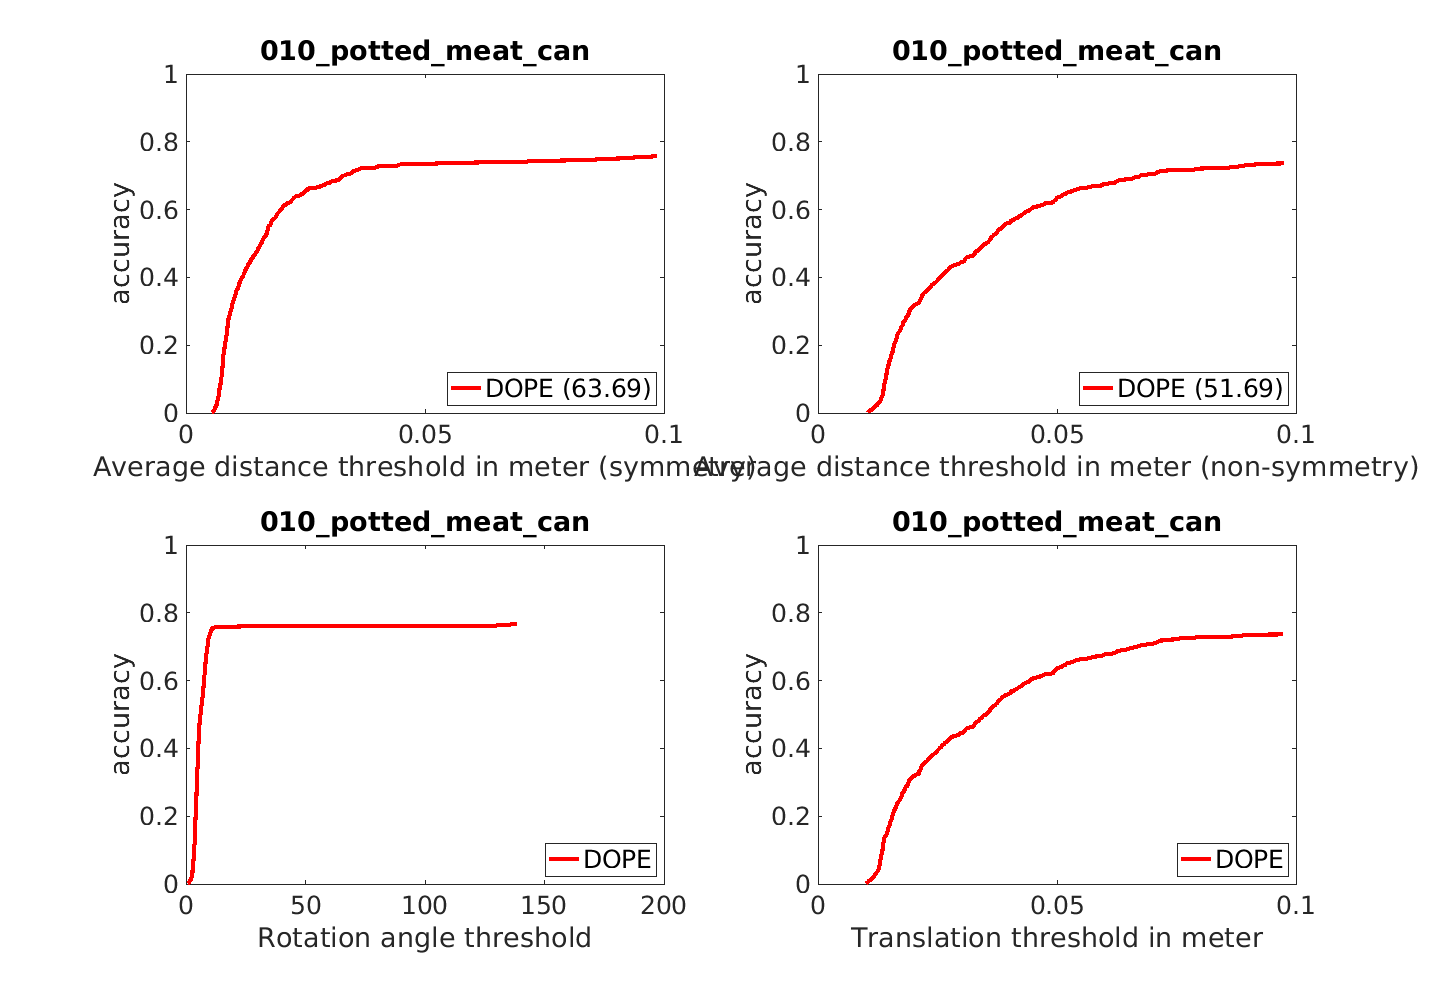 010_potted_meat_can
1
0.8
0.6
0.4
0.2
0
accuracy
DOPE (63.69)
0 0.05 0.1
Average distance threshold in meter (symmetry)
010_potted_meat_can
1
0.8
0.6
0.4
0.2
0
accuracy
DOPE (51.69)
0 0.05 0.1
Average distance threshold in meter (non-symmetry)
010_potted_meat_can
1
0.8
0.6
0.4
0.2
0
accuracy
DOPE
0 50 100 150 200
Rotation angle threshold
010_potted_meat_can
1
0.8
0.6
0.4
0.2
0
accuracy
DOPE
0 0.05 0.1
Translation threshold in meter